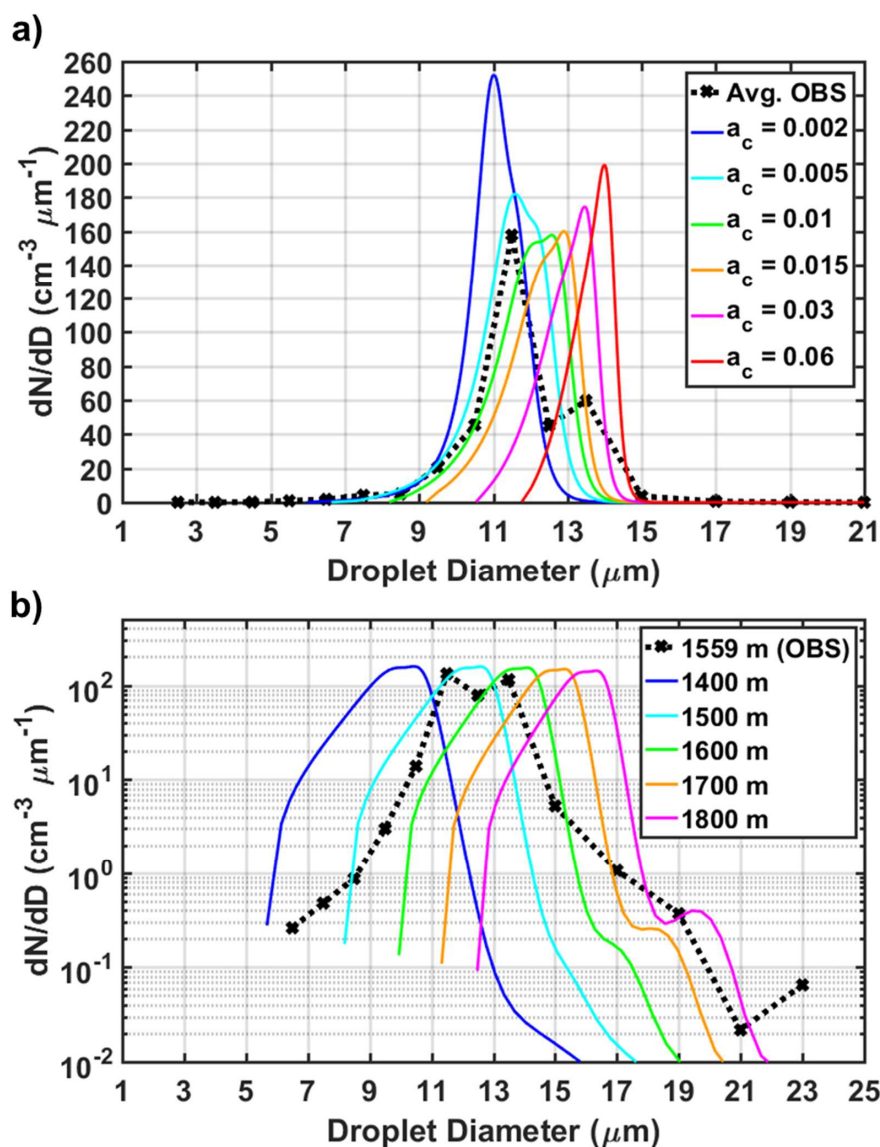 a)
260
240
220
200
180
160
140
120
100
80
60
40
20
0
dN/dD (cm⁻³ μm⁻¹)
Avg. OBS
a_c = 0.002
a_c = 0.005
a_c = 0.01
a_c = 0.015
a_c = 0.03
a_c = 0.06
1 3 5 7 9 11 13 15 17 19 21
Droplet Diameter (μm)
b)
10²
10¹
10⁰
10⁻¹
10⁻²
dN/dD (cm⁻³ μm⁻¹)
1559 m (OBS)
1400 m
1500 m
1600 m
1700 m
1800 m
1 3 5 7 9 11 13 15 17 19 21 23 25
Droplet Diameter (μm)